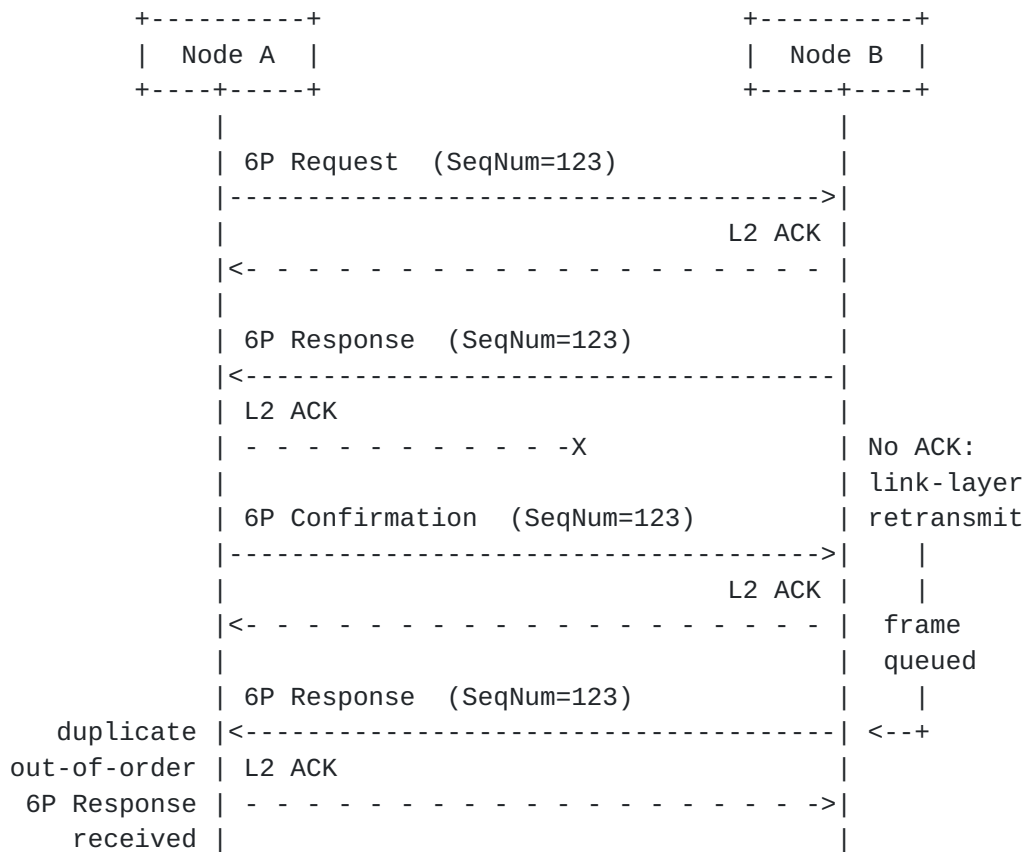 +----------+                           +----------+
|  Node A  |                           |  Node B  |
+----+-----+                           +-----+----+
     |                                       |
     | 6P Request  (SeqNum=123)              |
     |-------------------------------------->|
     |                               L2 ACK |
     |<- - - - - - - - - - - - - - - - - - - |
     |                                       |
     | 6P Response  (SeqNum=123)             |
     |<--------------------------------------|
     | L2 ACK                                |
     | - - - - - - - - - - -X                | No ACK:
     |                                       | link-layer
     | 6P Confirmation  (SeqNum=123)         | retransmit
     |-------------------------------------->|    |
     |                               L2 ACK |    |
     |<- - - - - - - - - - - - - - - - - - - |  frame
     |                                       |  queued
     | 6P Response  (SeqNum=123)             |    |
duplicate |<--------------------------------------| <--+
out-of-order | L2 ACK                                |
6P Response | - - - - - - - - - - - - - - - - - - ->|
received |                                       |